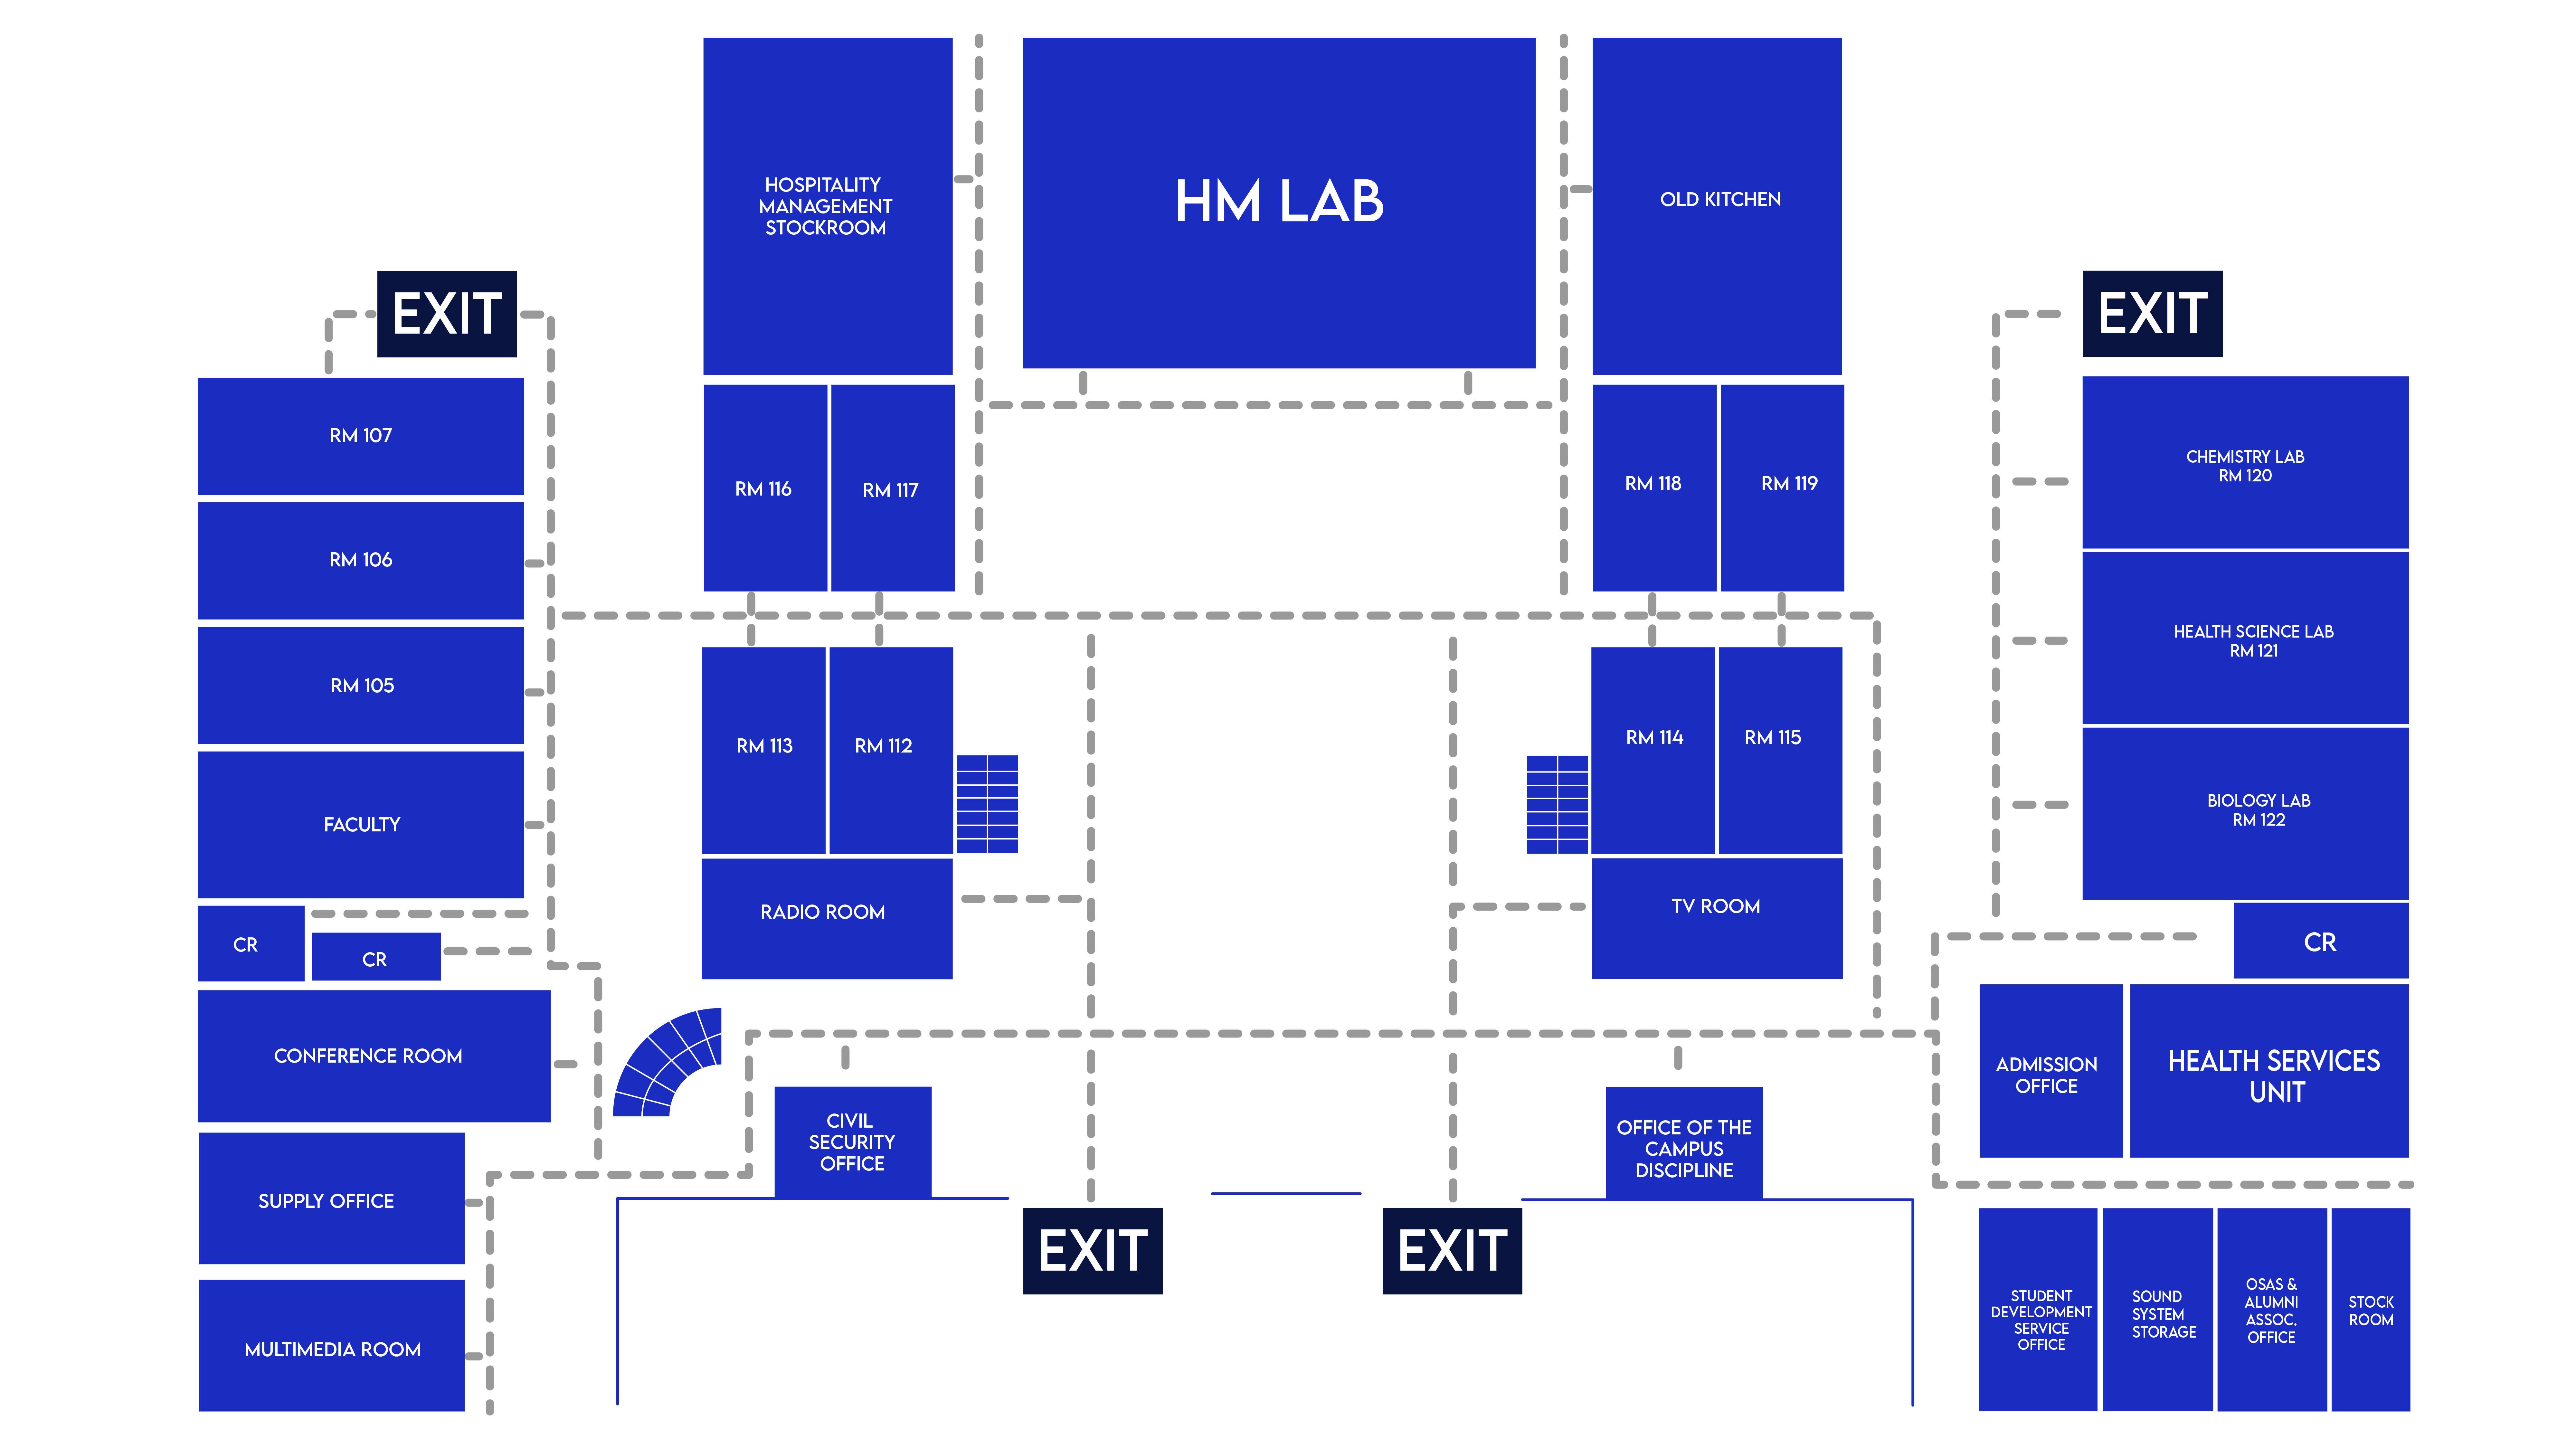 HOSPITALITY
MANAGEMENT
STOCKROOM
HM LAB
OLD KITCHEN
EXIT
EXIT
RM 107
RM 106
RM 105
FACULTY
CR
CR
CONFERENCE ROOM
SUPPLY OFFICE
MULTIMEDIA ROOM
RM 116
RM 117
RM 118
RM 119
RM 113
RM 112
RADIO ROOM
RM 114
RM 115
TV ROOM
CIVIL
SECURITY
OFFICE
OFFICE OF THE
CAMPUS
DISCIPLINE
EXIT
EXIT
CHEMISTRY LAB
RM 120
HEALTH SCIENCE LAB
RM 121
BIOLOGY LAB
RM 122
CR
ADMISSION
OFFICE
HEALTH SERVICES
UNIT
STUDENT
DEVELOPMENT
SERVICE
OFFICE
SOUND
SYSTEM
STORAGE
OSAS &
ALUMNI
ASSOC.
OFFICE
STOCK
ROOM